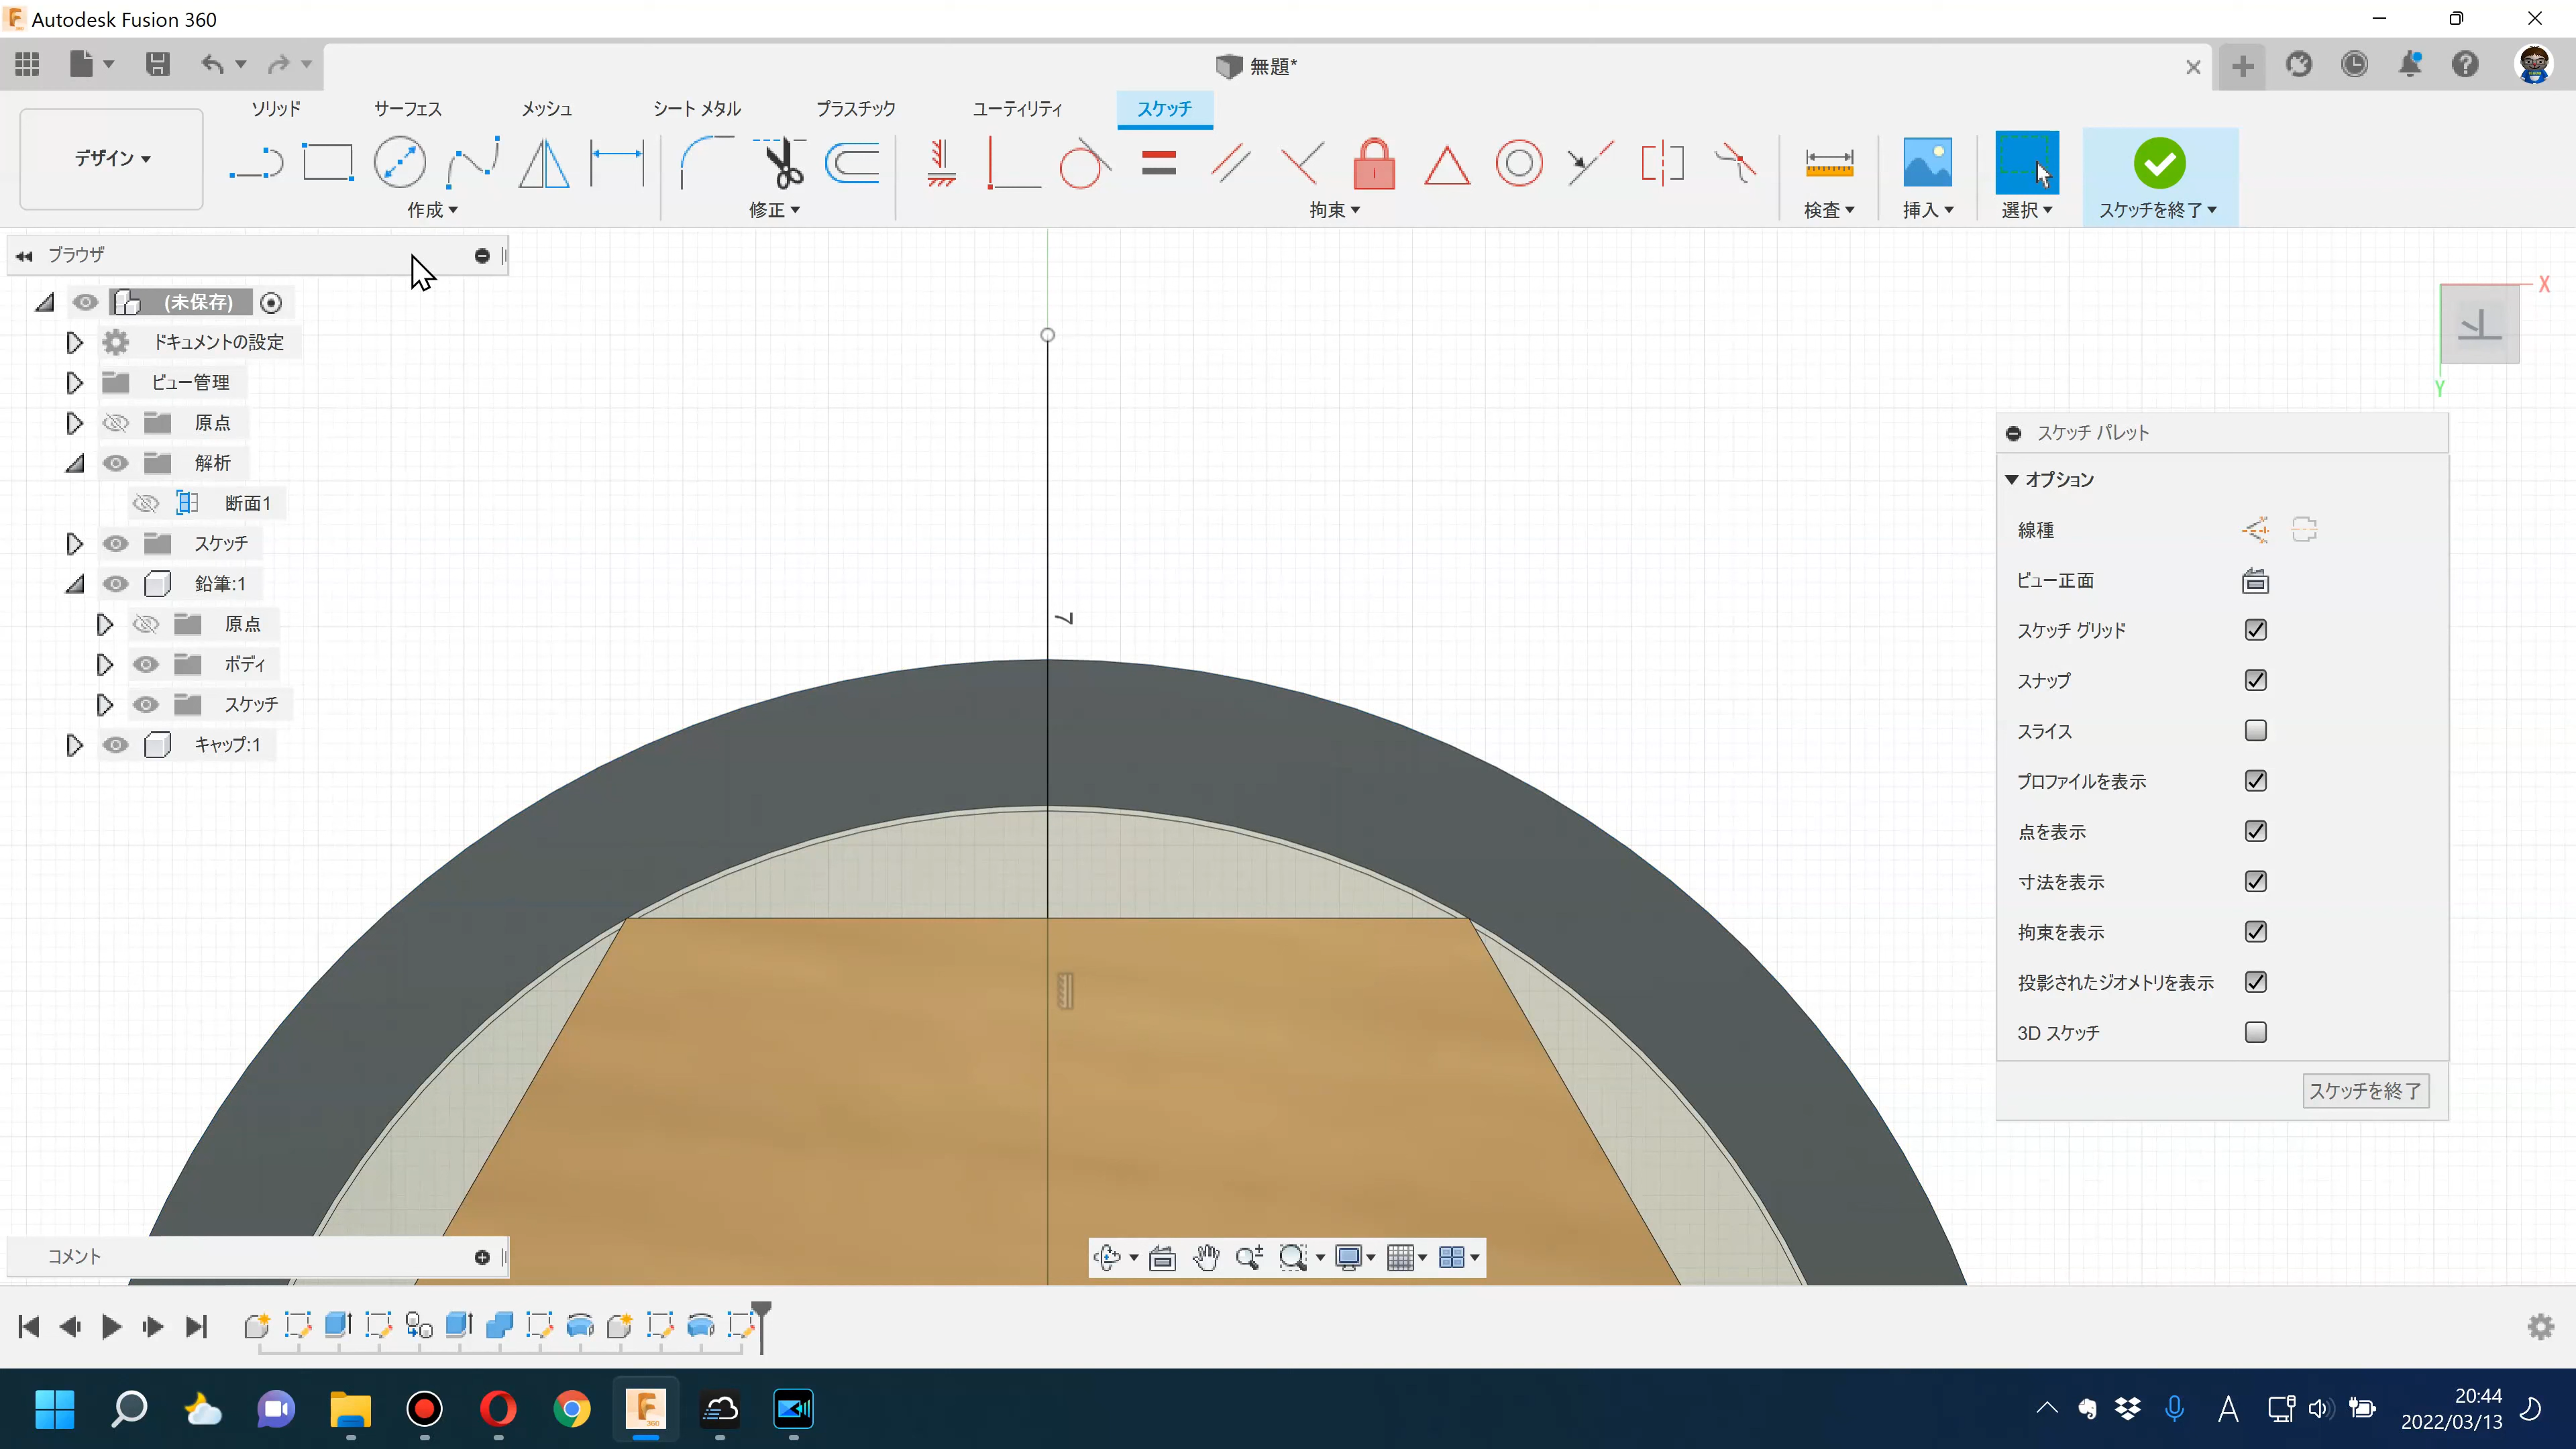 Autodesk Fusion 360
無題*
ソリッド
サーフェス
メッシュ
シート メタル
プラスチック
ユーティリティ
スケッチ
デザイン
作成
修正
拘束
検査
挿入
選択
スケッチを終了
ブラウザ
(未保存)
ドキュメントの設定
ビュー管理
原点
解析
断面1
スケッチ
鉛筆:1
原点
ボディ
スケッチ
キャップ:1
7
X
Y
スケッチ パレット
オプション
線種
ビュー正面
スケッチ グリッド
スナップ
スライス
プロファイルを表示
点を表示
寸法を表示
拘束を表示
投影されたジオメトリを表示
3D スケッチ
スケッチを終了
コメント
360
A
20:44
2022/03/13